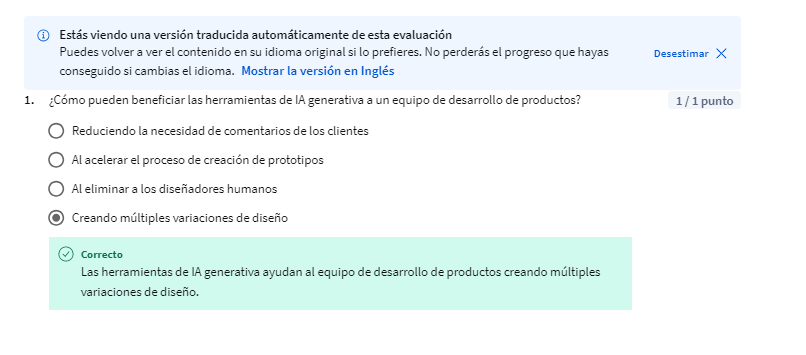 Estás viendo una versión traducida automáticamente de esta evaluación
Puedes volver a ver el contenido en su idioma original si lo prefieres. No perderás el progreso que hayas
conseguido si cambias el idioma. Mostrar la versión en Inglés
Desestimar
1. ¿Cómo pueden beneficiar las herramientas de IA generativa a un equipo de desarrollo de productos?
1 / 1 punto
Reduciendo la necesidad de comentarios de los clientes
Al acelerar el proceso de creación de prototipos
Al eliminar a los diseñadores humanos
Creando múltiples variaciones de diseño
Correcto
Las herramientas de IA generativa ayudan al equipo de desarrollo de productos creando múltiples
variaciones de diseño.